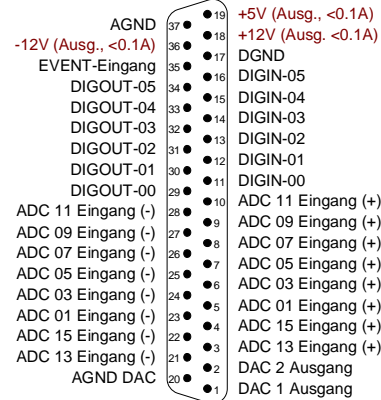 AGND 37
19 +5V (Ausg., <0.1A)
-12V (Ausg., <0.1A) 36
18 +12V (Ausg. <0.1A)
EVENT-Eingang 35
17 DGND
DIGOUT-05 34
16 DIGIN-05
DIGOUT-04 33
15 DIGIN-04
DIGOUT-03 32
14 DIGIN-03
DIGOUT-02 31
13 DIGIN-02
DIGOUT-01 30
12 DIGIN-01
DIGOUT-00 29
11 DIGIN-00
ADC 11 Eingang (-) 28
10 ADC 11 Eingang (+)
ADC 09 Eingang (-) 27
9 ADC 09 Eingang (+)
ADC 07 Eingang (-) 26
8 ADC 07 Eingang (+)
ADC 05 Eingang (-) 25
7 ADC 05 Eingang (+)
ADC 03 Eingang (-) 24
6 ADC 03 Eingang (+)
ADC 01 Eingang (-) 23
5 ADC 01 Eingang (+)
ADC 15 Eingang (-) 22
4 ADC 15 Eingang (+)
ADC 13 Eingang (-) 21
3 ADC 13 Eingang (+)
AGND DAC 20
2 DAC 2 Ausgang
1 DAC 1 Ausgang